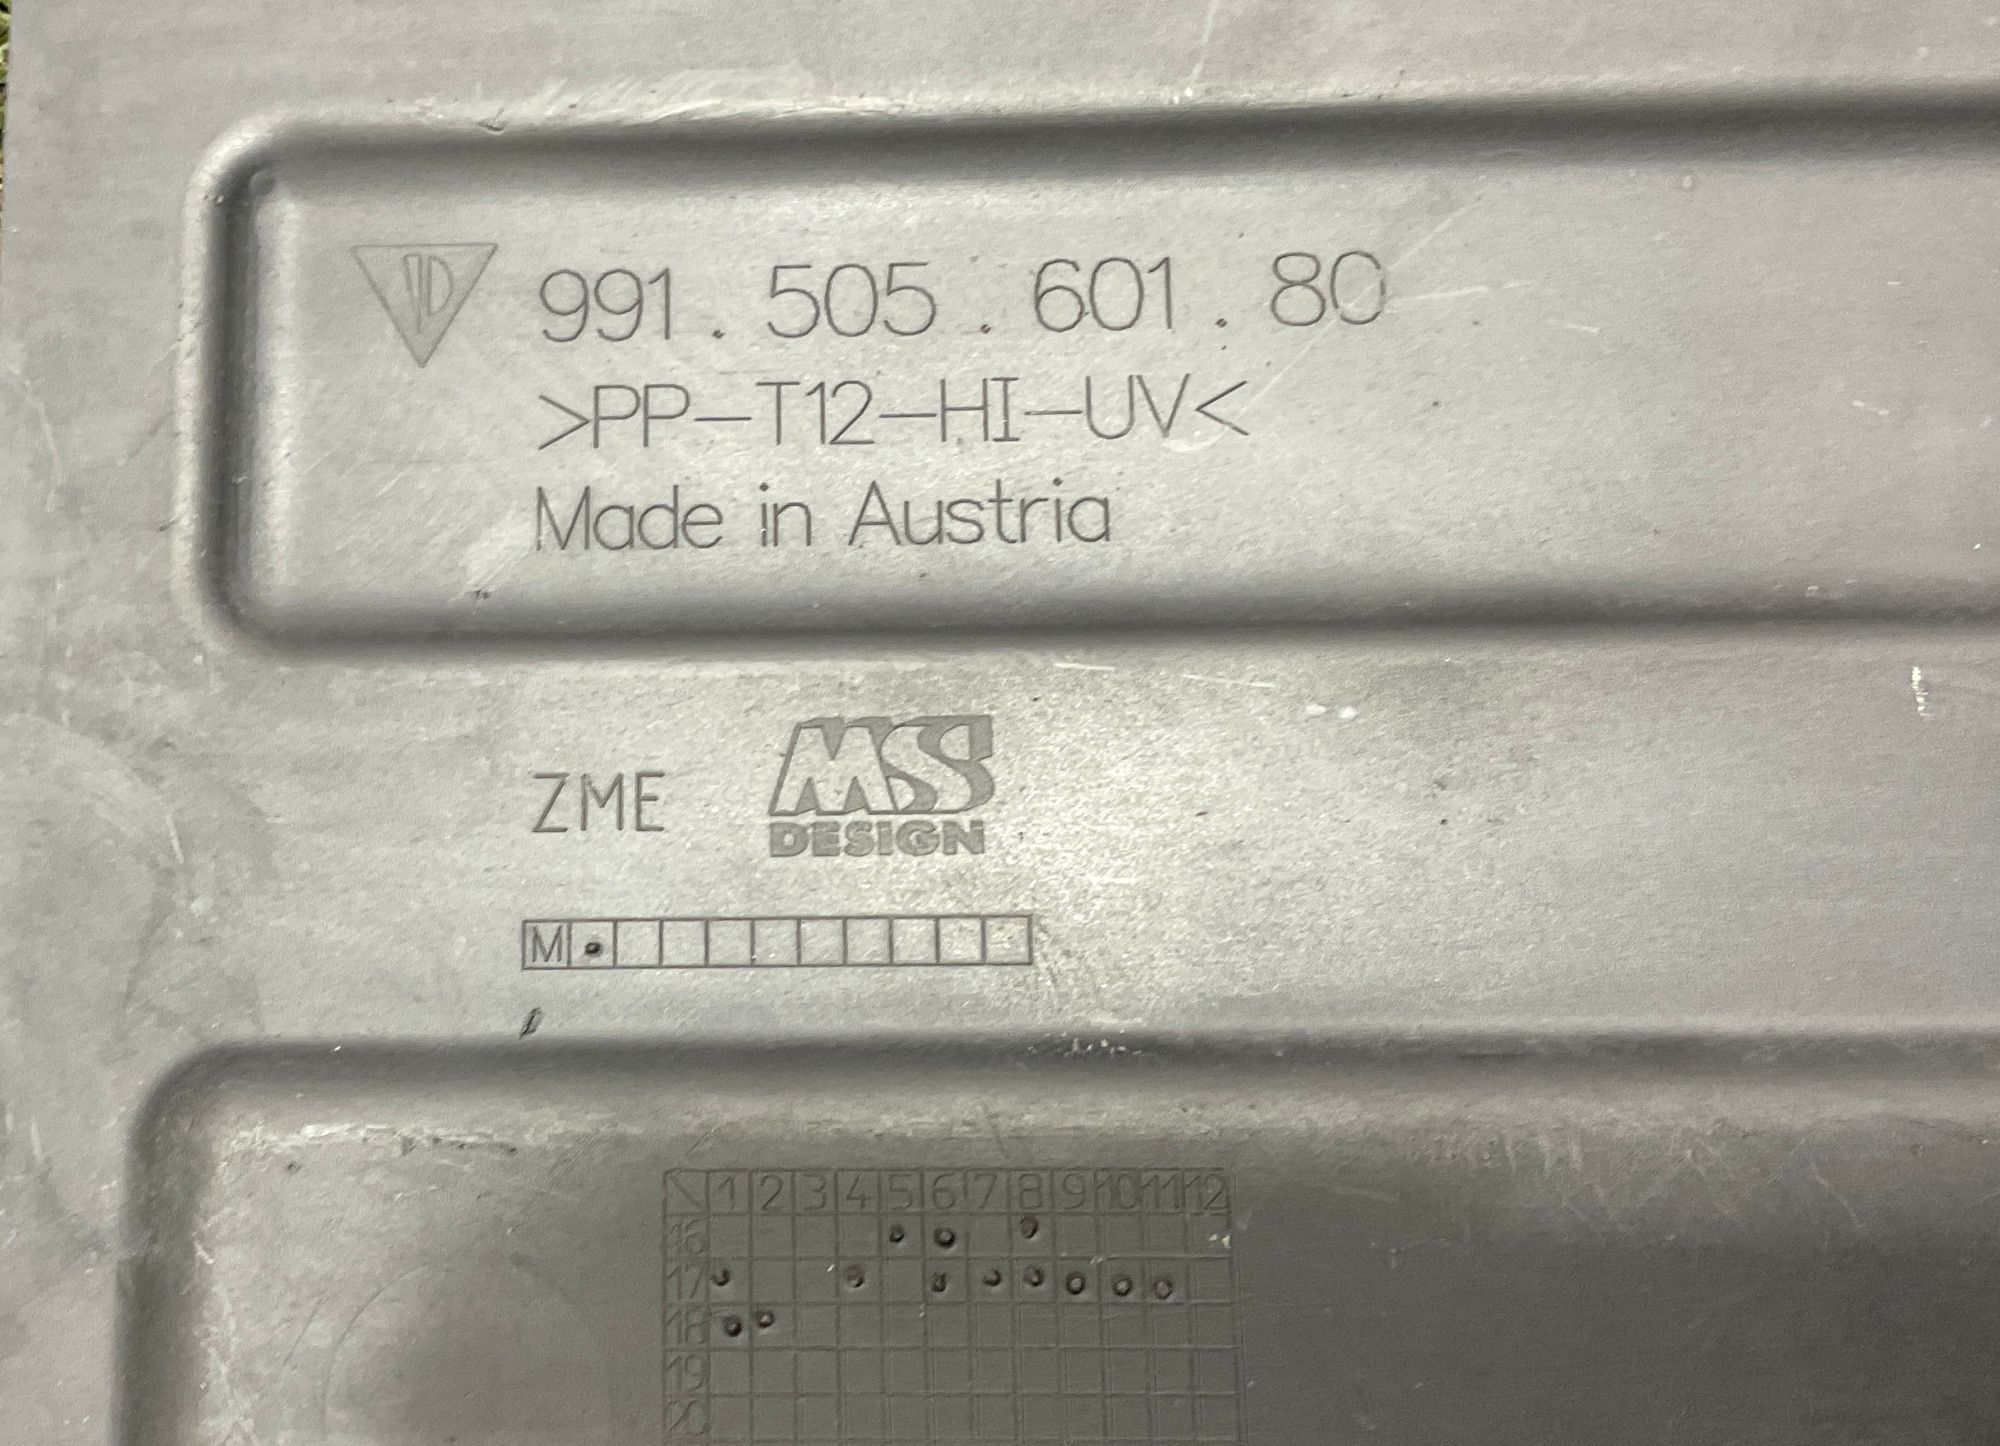 991.505.601.80
>PP-T12-HI-UV<
Made in Austria
ZME
MS
DESIGN
M
1 2 3 4 5 6 7 8 9 10 11 12
16
17
18
19
20